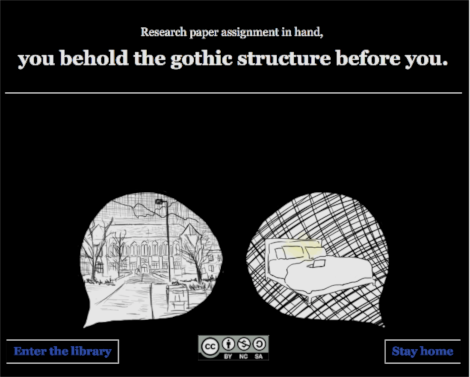 Research paper assignment in hand,
you behold the gothic structure before you.
Enter the library
cc
BY NC SA
Stay home